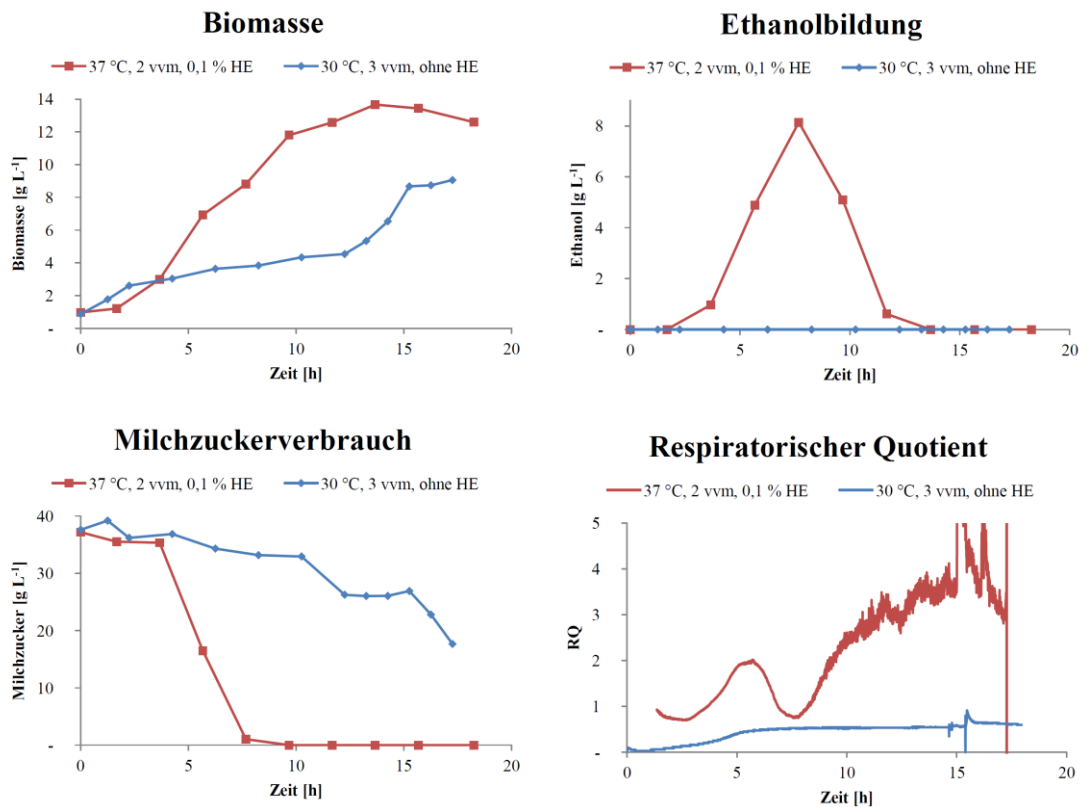 Biomasse
37 °C, 2 vvm, 0,1 % HE
30 °C, 3 vvm, ohne HE
14
12
10
8
6
4
2
-
Biomasse [g L-1]
0
5
10
15
20
Zeit [h]
Ethanolbildung
37 °C, 2 vvm, 0,1 % HE
30 °C, 3 vvm, ohne HE
8
6
4
2
-
Ethanol [g L-1]
0
5
10
15
20
Zeit [h]
Milchzuckerverbrauch
37 °C, 2 vvm, 0,1 % HE
30 °C, 3 vvm, ohne HE
40
30
20
10
-
Milchzucker [g L-1]
0
5
10
15
20
Zeit [h]
Respiratorischer Quotient
37 °C, 2 vvm, 0,1 % HE
30 °C, 3 vvm, ohne HE
5
4
3
2
1
-
RQ
0
5
10
15
20
Zeit [h]